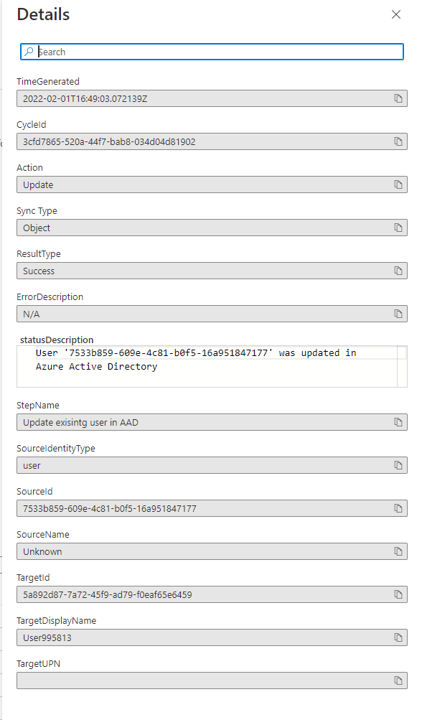 Details
Search
TimeGenerated
2022-02-01T16:49:03.072139Z
CycleId
3cfd7865-520a-44f7-bab8-034d04d81902
Action
Update
Sync Type
Object
ResultType
Success
ErrorDescription
N/A
statusDescription
User '7533b859-609e-4c81-b0f5-16a951847177' was updated in
Azure Active Directory
StepName
Update exisintg user in AAD
SourceIdentityType
user
SourceId
7533b859-609e-4c81-b0f5-16a951847177
SourceName
Unknown
TargetId
5a892d87-7a72-45f9-ad79-f0eaf65e6459
TargetDisplayName
User995813
TargetUPN